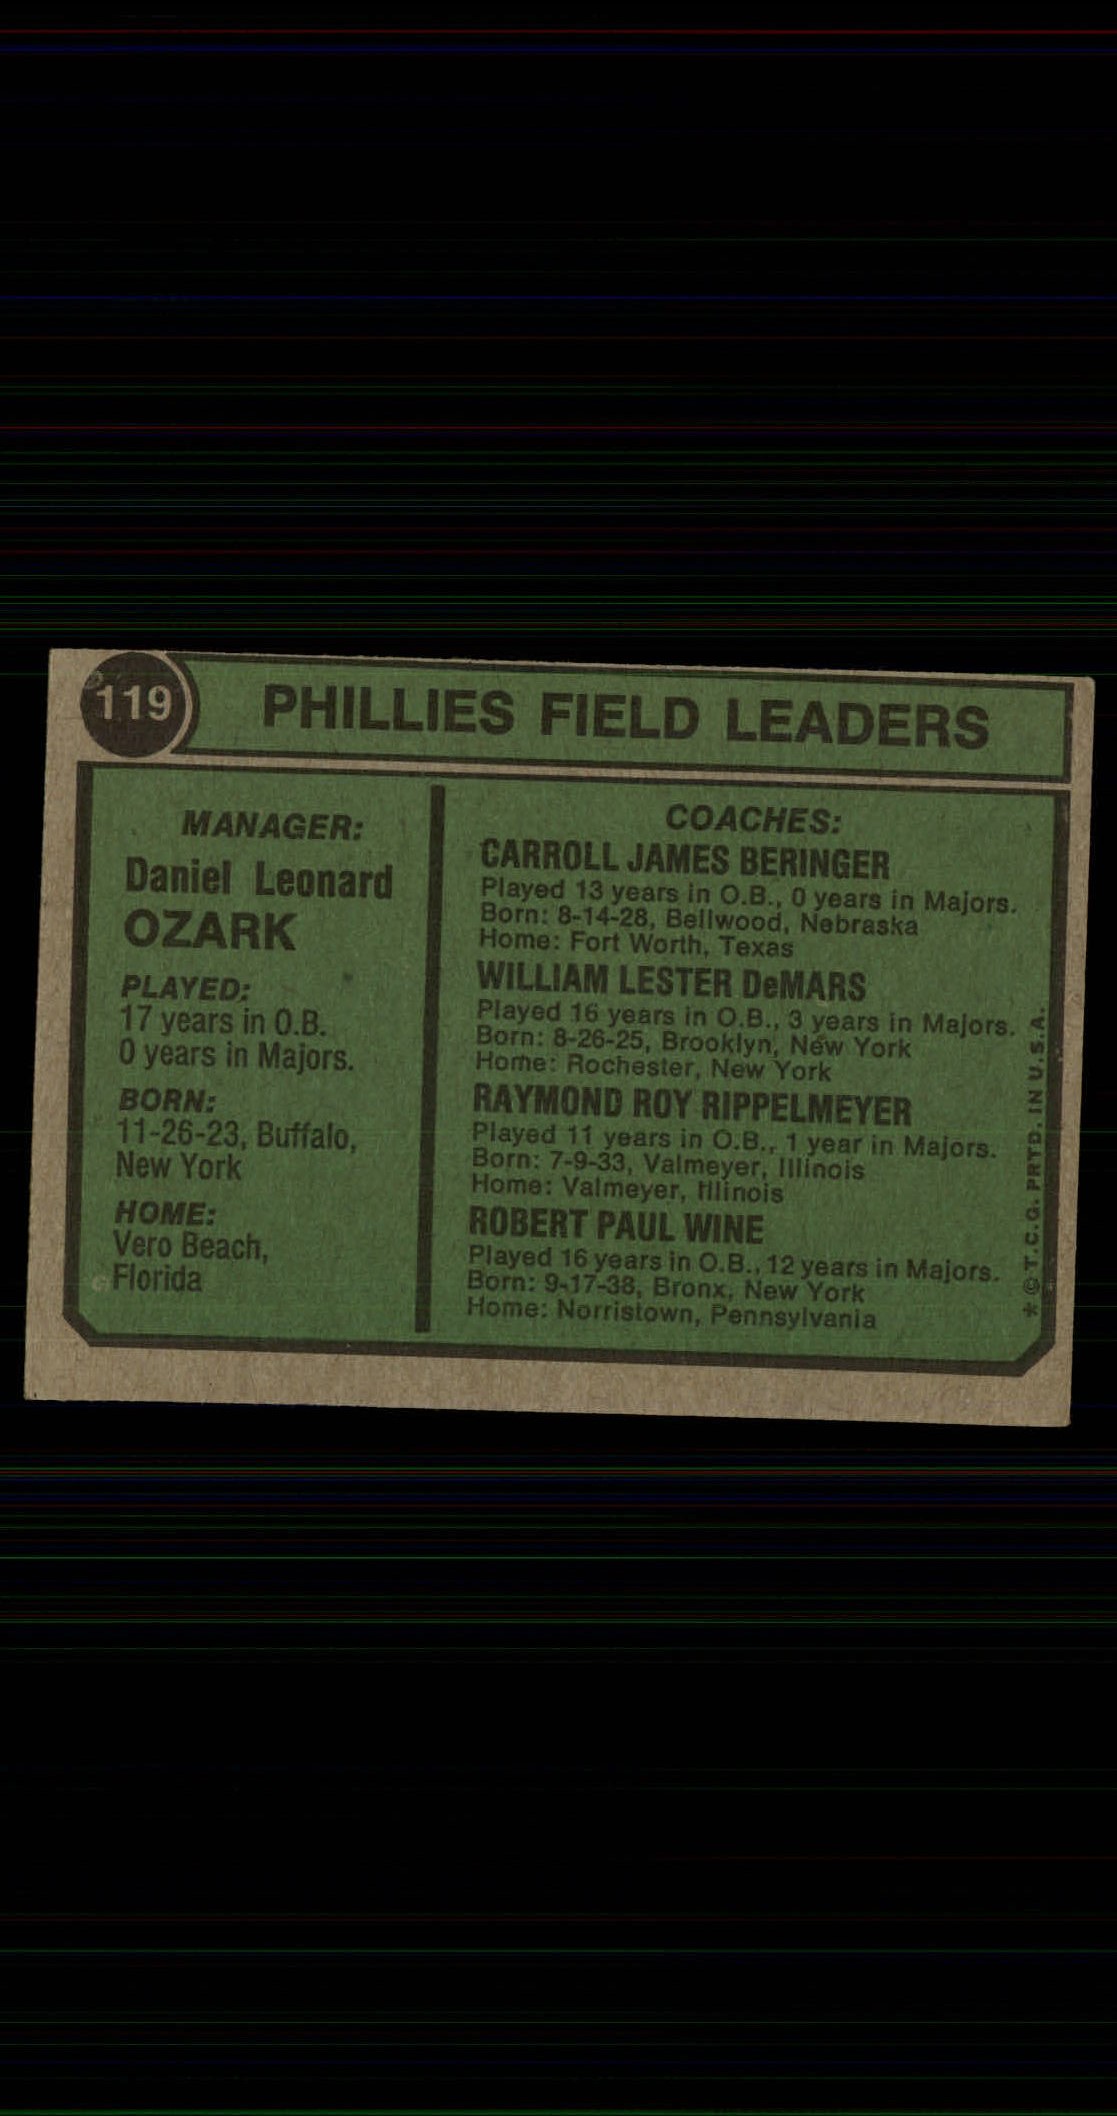 119
PHILLIES FIELD LEADERS
MANAGER:
Daniel Leonard
OZARK
PLAYED:
17 years in O.B.
0 years in Majors.
BORN:
11-26-23, Buffalo,
New York
HOME:
Vero Beach,
Florida
COACHES:
CARROLL JAMES BERINGER
Played 13 years in O.B., 0 years in Majors.
Born: 8-14-28, Bellwood, Nebraska
Home: Fort Worth, Texas
WILLIAM LESTER DeMARS
Played 16 years in O.B., 3 years in Majors.
Born: 8-26-25, Brooklyn, New York
Home: Rochester, New York
RAYMOND ROY RIPPELMEYER
Played 11 years in O.B., 1 year in Majors.
Born: 7-9-33, Valmeyer, Illinois
Home: Valmeyer, Illinois
ROBERT PAUL WINE
Played 16 years in O.B., 12 years in Majors.
Born: 9-17-38, Bronx, New York
Home: Norristown, Pennsylvania
* © T.C.G. PRTD. IN U.S.A.